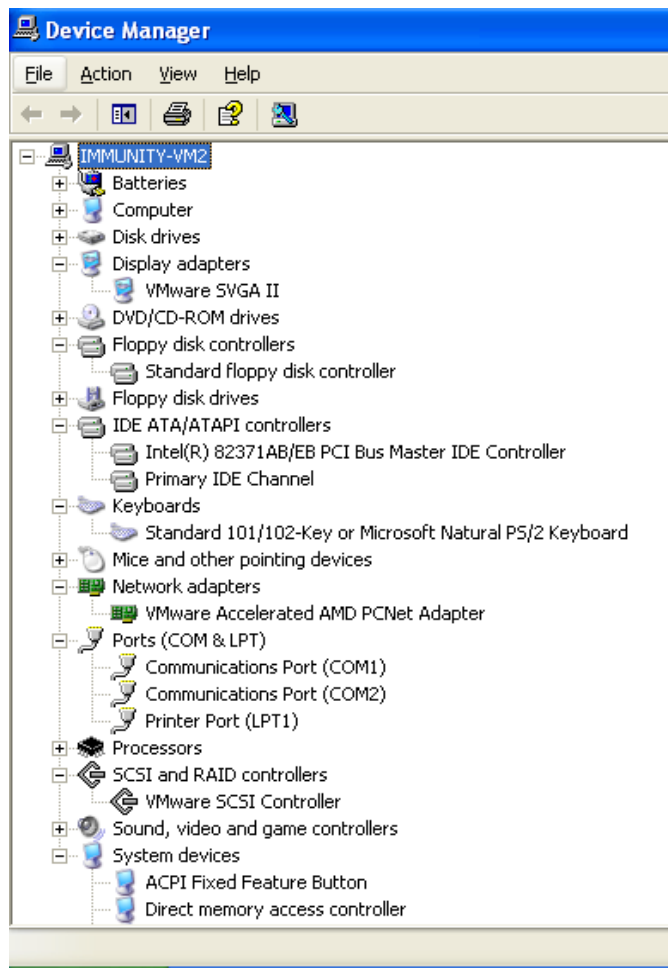 Device Manager
File Action View Help
IMMUNITY-VM2
Batteries
Computer
Disk drives
Display adapters
VMware SVGA II
DVD/CD-ROM drives
Floppy disk controllers
Standard floppy disk controller
Floppy disk drives
IDE ATA/ATAPI controllers
Intel(R) 82371AB/EB PCI Bus Master IDE Controller
Primary IDE Channel
Keyboards
Standard 101/102-Key or Microsoft Natural PS/2 Keyboard
Mice and other pointing devices
Network adapters
VMware Accelerated AMD PCNet Adapter
Ports (COM & LPT)
Communications Port (COM1)
Communications Port (COM2)
Printer Port (LPT1)
Processors
SCSI and RAID controllers
VMware SCSI Controller
Sound, video and game controllers
System devices
ACPI Fixed Feature Button
Direct memory access controller